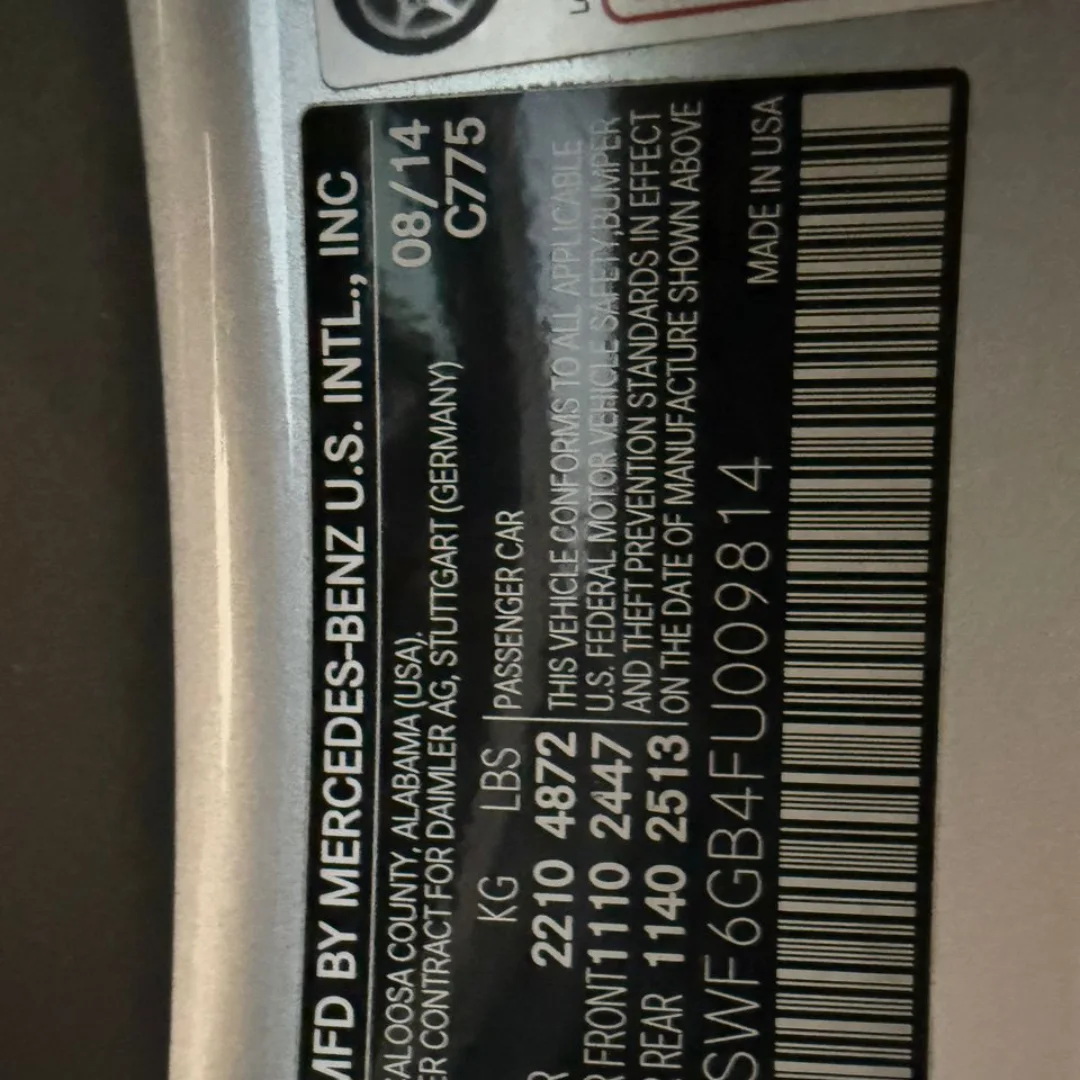 MFD BY MERCEDES-BENZ U.S. INTL., INC
ALOOSA COUNTY, ALABAMA (USA). 08/14
ER CONTRACT FOR DAIMLER AG, STUTTGART (GERMANY) C775
KG LBS PASSENGER CAR
R 2210 4872 THIS VEHICLE CONFORMS TO ALL APPLICABLE
R FRONT 1110 2447 U.S. FEDERAL MOTOR VEHICLE SAFETY,BUMPER
R REAR 1140 2513 AND THEFT PREVENTION STANDARDS IN EFFECT
ON THE DATE OF MANUFACTURE SHOWN ABOVE
SWF6GB4FU009814 MADE IN USA